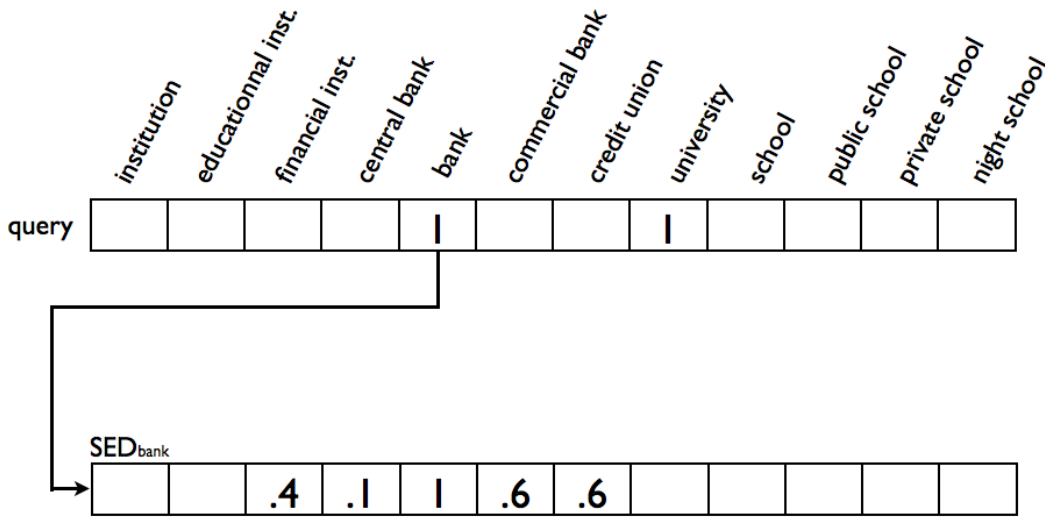 institution
educationnal inst.
financial inst.
central bank
bank
commercial bank
credit union
university
school
public school
private school
night school
query 1 1
SEDbank
.4 .1 1 .6 .6